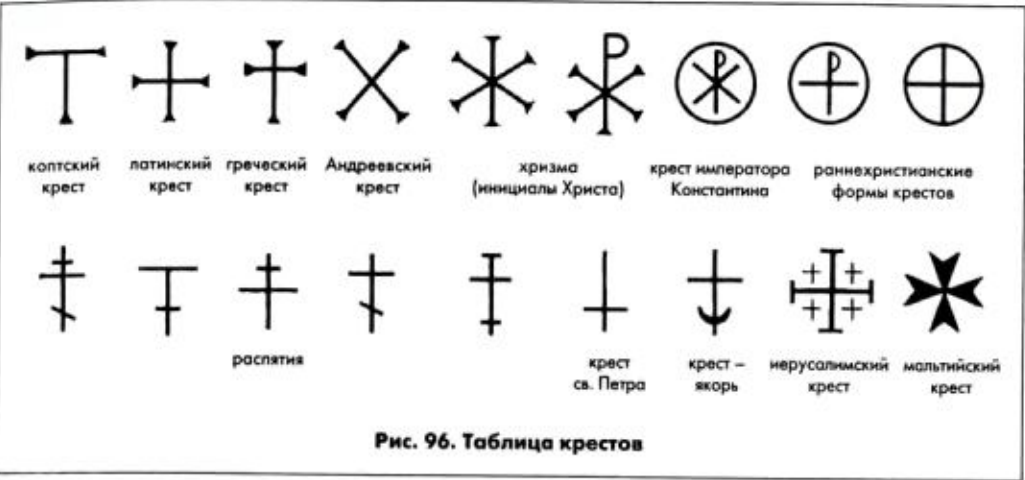 коптский
крест
латинский
крест
греческий
крест
Андреевский
крест
хризма
(инициалы Христа)
крест императора
Константина
раннехристианские
формы крестов
распятия
крест
св. Петра
крест –
якорь
иерусалимский
крест
мальтийский
крест
Рис. 96. Таблица крестов